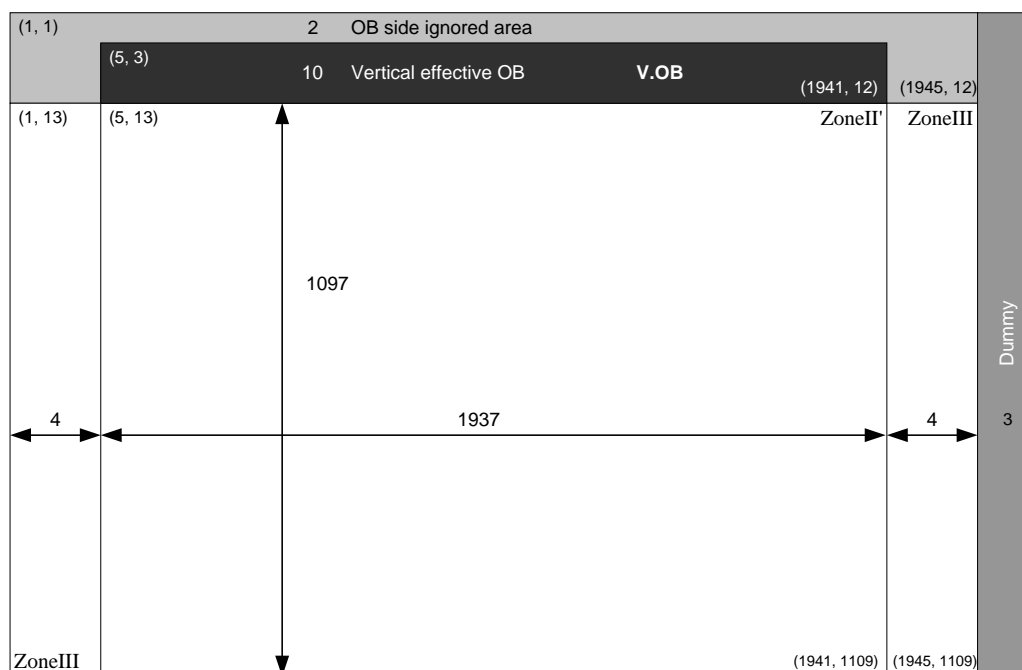 (1, 1) 2 OB side ignored area
(5, 3)
10 Vertical effective OB V.OB
(1941, 12) (1945, 12)
(1, 13) (5, 13) ZoneII' ZoneIII
1097
Dummy
4 1937 4 3
ZoneIII (1941, 1109) (1945, 1109)